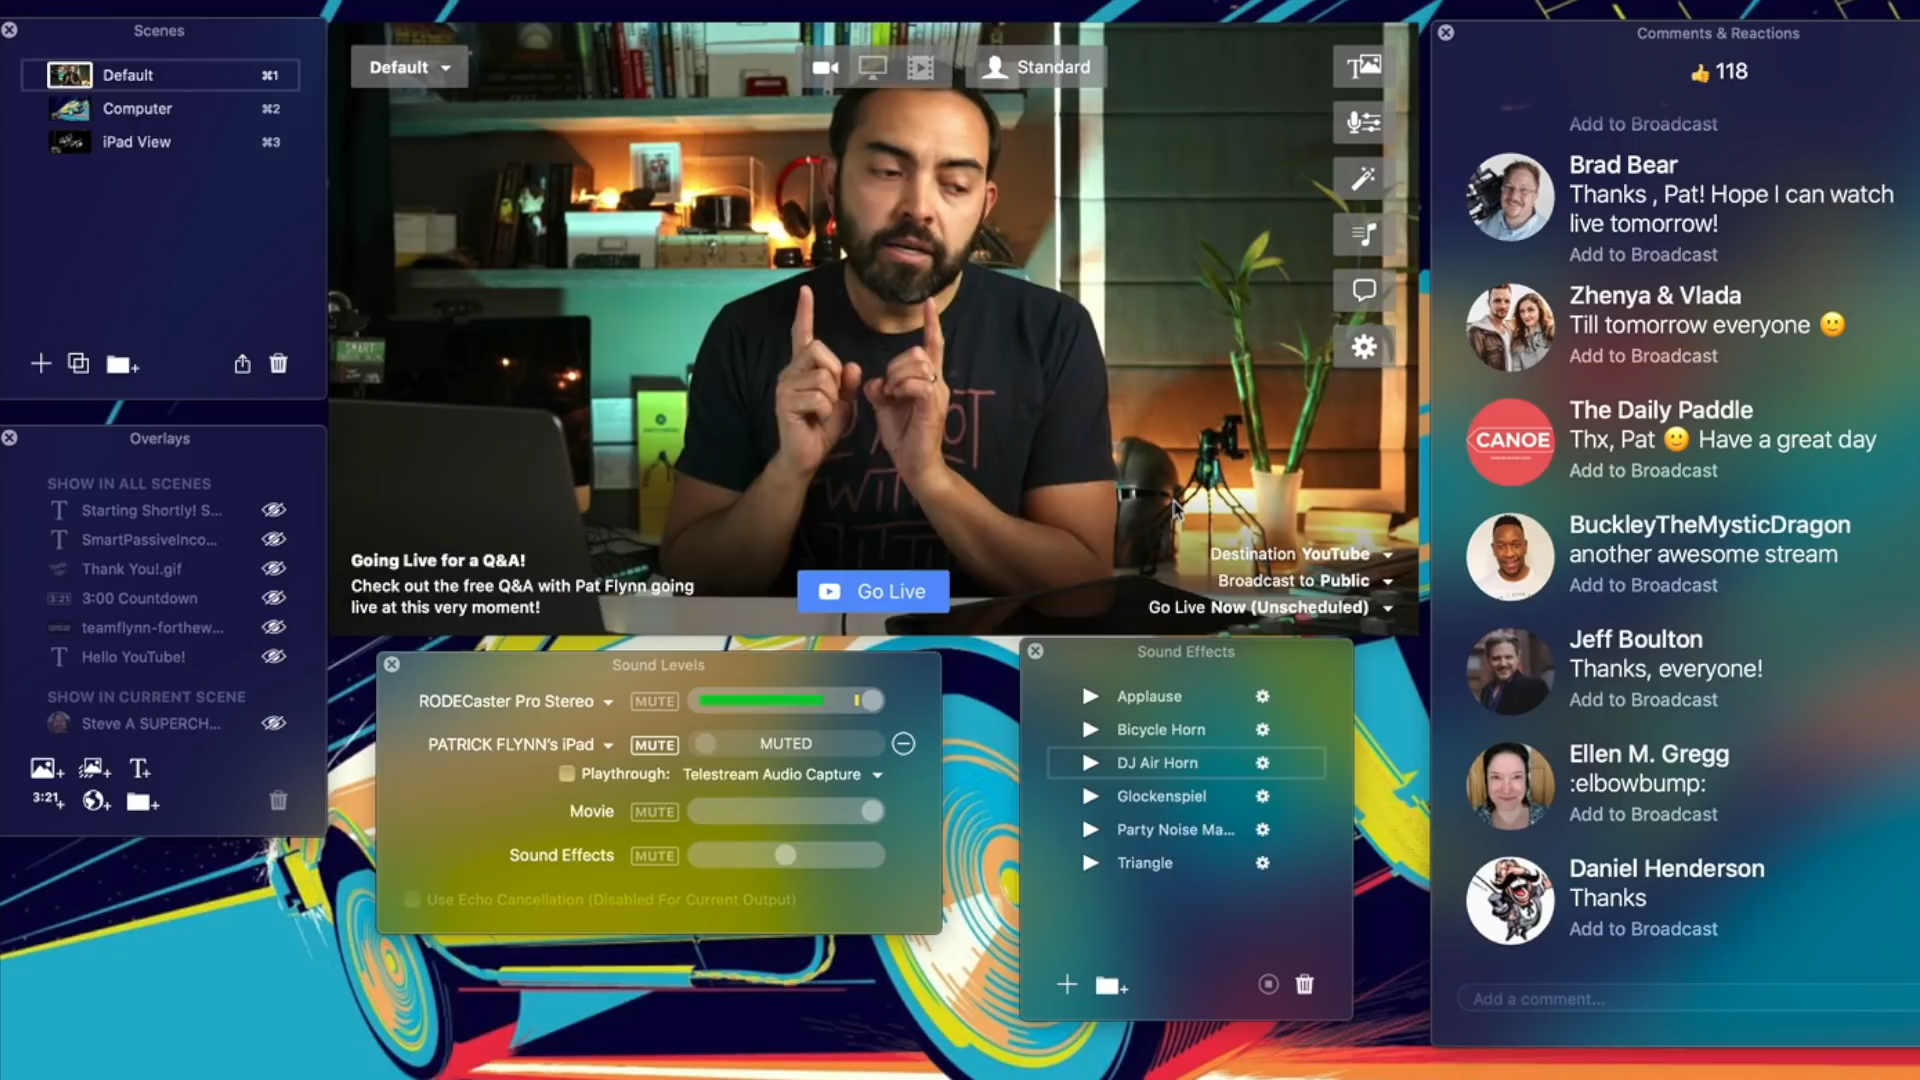 Scenes
Default ⌘1
Computer ⌘2
iPad View ⌘3
Overlays
SHOW IN ALL SCENES
Starting Shortly! S...
SmartPassiveInco...
Thank You!.gif
3:21 3:00 Countdown
teamflynn-forthew...
Hello YouTube!
SHOW IN CURRENT SCENE
Steve A SUPERCH...
3:21+
Default
Standard
SMART
Going Live for a Q&A!
Check out the free Q&A with Pat Flynn going
live at this very moment!
Go Live
Destination YouTube
Broadcast to Public
Go Live Now (Unscheduled)
Sound Levels
RODECaster Pro Stereo MUTE
PATRICK FLYNN's iPad MUTE MUTED
Playthrough: Telestream Audio Capture
Movie MUTE
Sound Effects MUTE
Use Echo Cancellation (Disabled For Current Output)
Sound Effects
Applause
Bicycle Horn
DJ Air Horn
Glockenspiel
Party Noise Ma...
Triangle
Comments & Reactions
👍 118
Add to Broadcast
Brad Bear
Thanks , Pat! Hope I can watch
live tomorrow!
Add to Broadcast
Zhenya & Vlada
Till tomorrow everyone 🙂
Add to Broadcast
CANOE
The Daily Paddle
Thx, Pat 🙂 Have a great day
Add to Broadcast
BuckleyTheMysticDragon
another awesome stream
Add to Broadcast
Jeff Boulton
Thanks, everyone!
Add to Broadcast
Ellen M. Gregg
:elbowbump:
Add to Broadcast
Daniel Henderson
Thanks
Add to Broadcast
Add a comment...